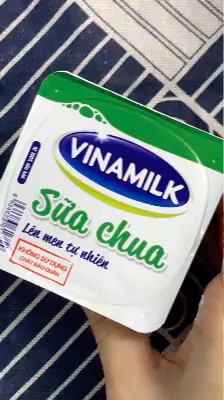 VINAMILK
Sữa chua
Lên men tự nhiên
KHÔNG SỬ DỤNG
CHẤT BẢO QUẢN